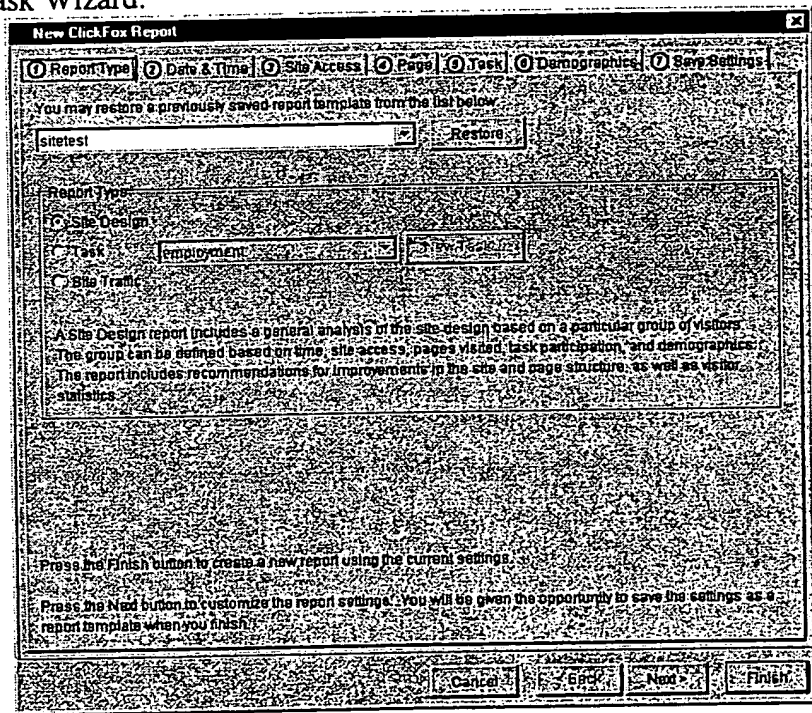 ask Wizard.
New ClickFox Report
1 Report Type 2 Date & Time 3 Site Access 4 Page 5 Task 6 Demographics 7 Save Settings
You may restore a previously saved report template from the list below.
sitetest Restore
Report Type
Site Design
Task employment New Task
Site Traffic
A Site Design report includes a general analysis of the site design based on a particular group of visitors.
The group can be defined based on time, site access, pages visited, task participation, and demographics.
The report includes recommendations for improvements in the site and page structure, as well as visitor
statistics.
Press the Finish button to create a new report using the current settings.
Press the Next button to customize the report settings. You will be given the opportunity to save the settings as a
report template when you finish.
Cancel < Back Next > Finish